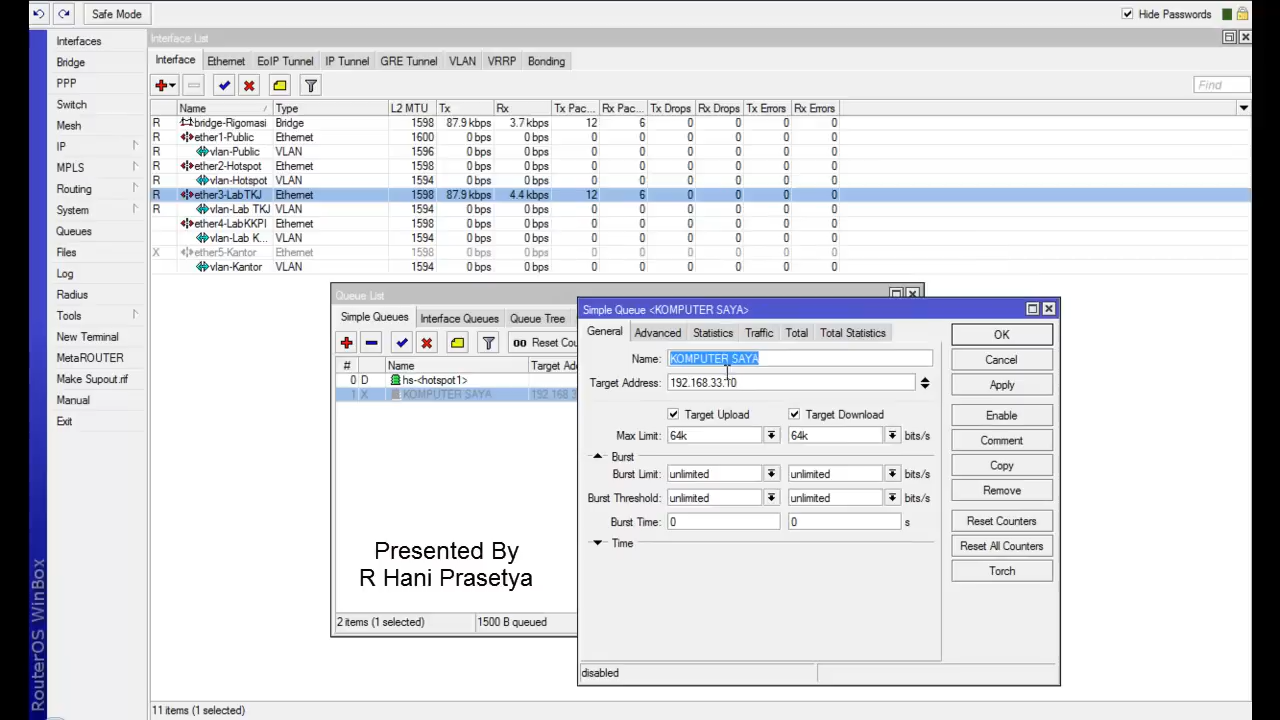 Safe Mode
Hide Passwords
Interfaces
Bridge
PPP
Switch
Mesh
IP
MPLS
Routing
System
Queues
Files
Log
Radius
Tools
New Terminal
MetaROUTER
Make Supout.rif
Manual
Exit
RouterOS WinBox
Interface List
Interface Ethernet EoIP Tunnel IP Tunnel GRE Tunnel VLAN VRRP Bonding
Find
Name / Type L2 MTU Tx Rx Tx Pac... Rx Pac... Tx Drops Rx Drops Tx Errors Rx Errors
R bridge-Rigomasi Bridge 1598 87.9 kbps 3.7 kbps 12 6 0 0 0 0
R ether1-Public Ethernet 1600 0 bps 0 bps 0 0 0 0 0 0
R vlan-Public VLAN 1596 0 bps 0 bps 0 0 0 0 0 0
R ether2-Hotspot Ethernet 1598 0 bps 0 bps 0 0 0 0 0 0
R vlan-Hotspot VLAN 1594 0 bps 0 bps 0 0 0 0 0 0
R ether3-LabTKJ Ethernet 1598 87.9 kbps 4.4 kbps 12 6 0 0 0 0
R vlan-Lab TKJ VLAN 1594 0 bps 0 bps 0 0 0 0 0 0
ether4-LabKKPI Ethernet 1598 0 bps 0 bps 0 0 0 0 0 0
vlan-Lab K... VLAN 1594 0 bps 0 bps 0 0 0 0 0 0
X ether5-Kantor Ethernet 1598 0 bps 0 bps 0 0 0 0 0 0
vlan-Kantor VLAN 1594 0 bps 0 bps 0 0 0 0 0 0
Queue List
Simple Queues Interface Queues Queue Tree
00 Reset Cou
# Name Target Ad
0 D hs-<hotspot1>
1 X KOMPUTER SAYA 192.168.3
Presented By
R Hani Prasetya
2 items (1 selected) 1500 B queued
Simple Queue <KOMPUTER SAYA>
General Advanced Statistics Traffic Total Total Statistics
Name: KOMPUTER SAYA
Target Address: 192.168.33.10
Target Upload Target Download
Max Limit: 64k 64k bits/s
Burst
Burst Limit: unlimited unlimited bits/s
Burst Threshold: unlimited unlimited bits/s
Burst Time: 0 0 s
Time
OK
Cancel
Apply
Enable
Comment
Copy
Remove
Reset Counters
Reset All Counters
Torch
disabled
11 items (1 selected)